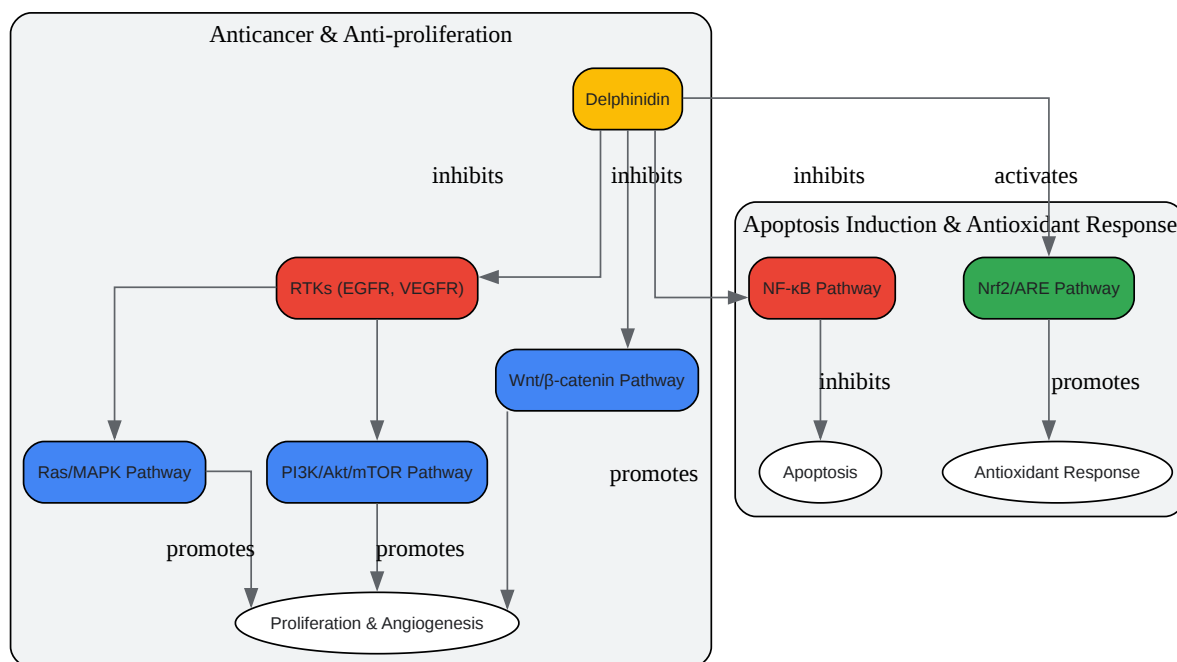 Anticancer & Anti-proliferation
Delphinidin
inhibits
inhibits
inhibits
activates
Apoptosis Induction & Antioxidant Response
RTKs (EGFR, VEGFR)
NF-κB Pathway
Nrf2/ARE Pathway
Wnt/β-catenin Pathway
inhibits
promotes
Ras/MAPK Pathway
PI3K/Akt/mTOR Pathway
promotes
Apoptosis
Antioxidant Response
promotes
promotes
Proliferation & Angiogenesis